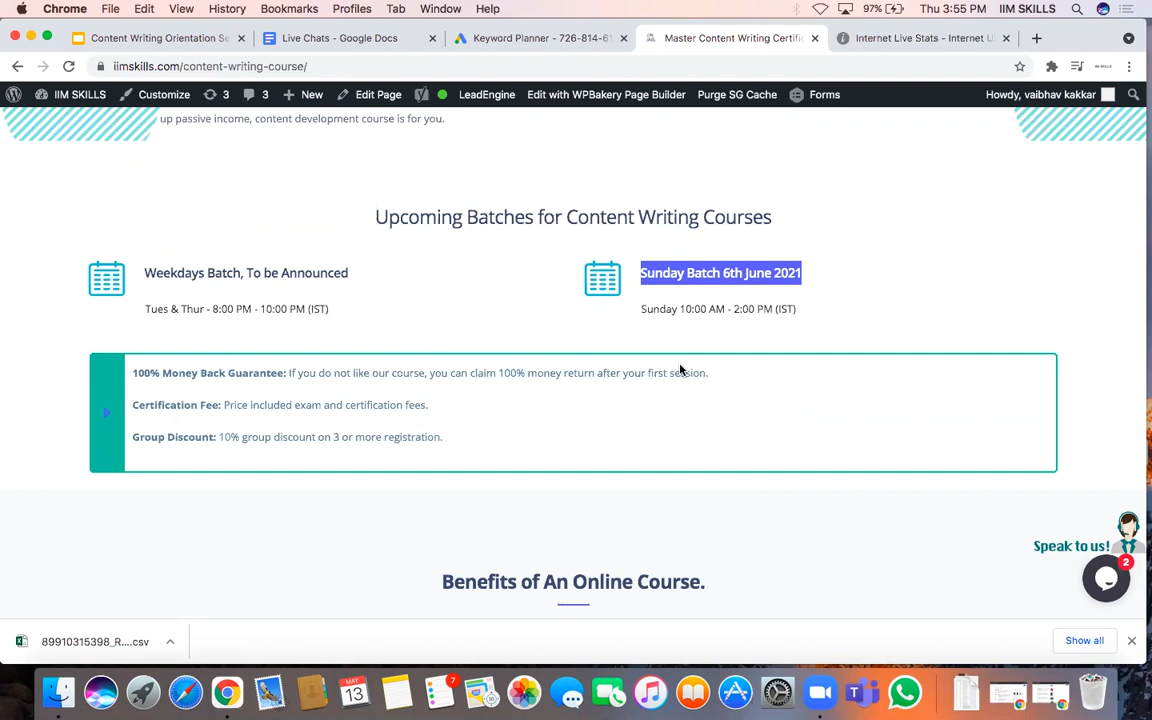 Chrome File Edit View History Bookmarks Profiles Tab Window Help 97% Thu 3:55 PM IIM SKILLS
Content Writing Orientation Se Live Chats - Google Docs Keyword Planner - 726-814-6 Master Content Writing Certific Internet Live Stats - Internet U
iimskills.com/content-writing-course/
IIM SKILLS Customize 3 3 New Edit Page LeadEngine Edit with WPBakery Page Builder Purge SG Cache Forms Howdy, vaibhav kakkar
up passive income, content development course is for you.
Upcoming Batches for Content Writing Courses
Weekdays Batch, To be Announced
Tues & Thur - 8:00 PM - 10:00 PM (IST)
Sunday Batch 6th June 2021
Sunday 10:00 AM - 2:00 PM (IST)
100% Money Back Guarantee: If you do not like our course, you can claim 100% money return after your first session.
Certification Fee: Price included exam and certification fees.
Group Discount: 10% group discount on 3 or more registration.
Speak to us!
2
Benefits of An Online Course.
89910315398_R....csv
Show all
MAY
13
7